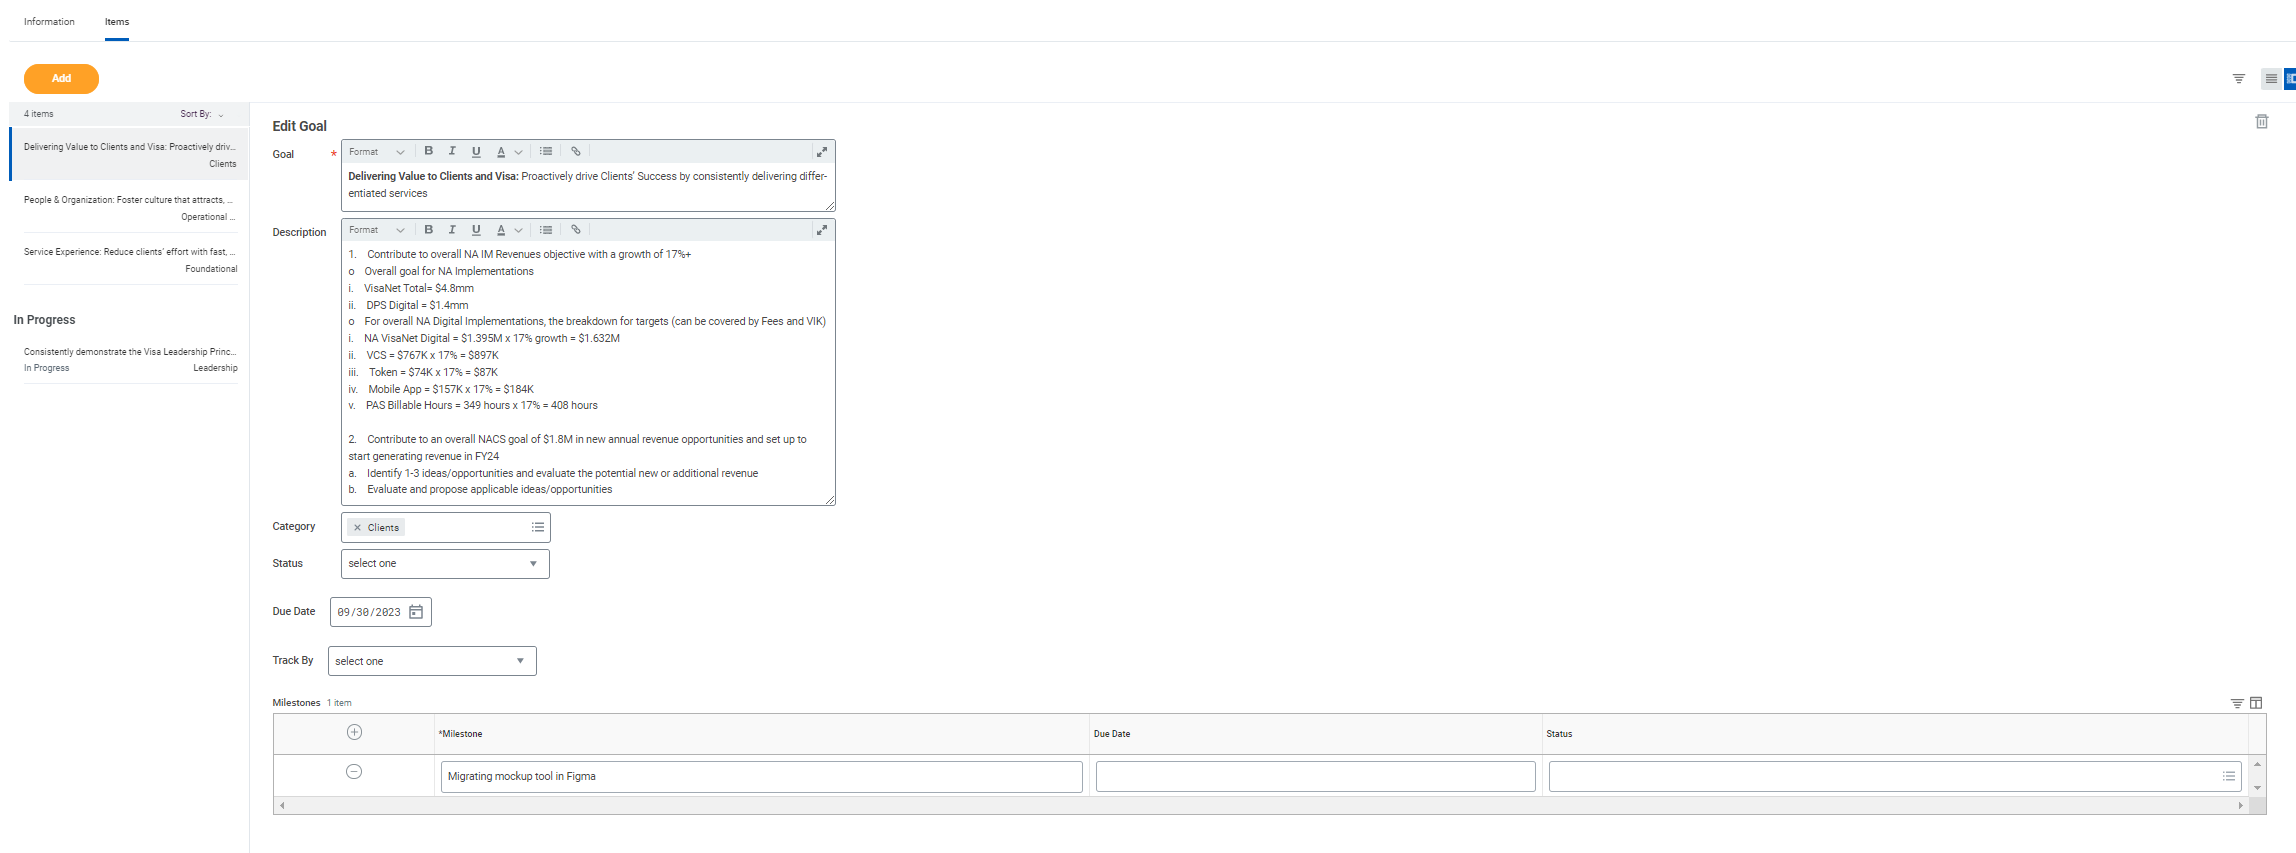 Information Items
Add
4 items Sort By:
Delivering Value to Clients and Visa: Proactively driv...
Clients
People & Organization: Foster culture that attracts, ...
Operational ...
Service Experience: Reduce clients' effort with fast, ...
Foundational
In Progress
Consistently demonstrate the Visa Leadership Princ...
In Progress Leadership
Edit Goal
Goal *
Format B I U A
Delivering Value to Clients and Visa: Proactively drive Clients' Success by consistently delivering differ-
entiated services
Description
Format B I U A
1. Contribute to overall NA IM Revenues objective with a growth of 17%+
o Overall goal for NA Implementations
i. VisaNet Total= $4.8mm
ii. DPS Digital = $1.4mm
o For overall NA Digital Implementations, the breakdown for targets (can be covered by Fees and VIK)
i. NA VisaNet Digital = $1.395M x 17% growth = $1.632M
ii. VCS = $767K x 17% = $897K
iii. Token = $74K x 17% = $87K
iv. Mobile App = $157K x 17% = $184K
v. PAS Billable Hours = 349 hours x 17% = 408 hours
2. Contribute to an overall NACS goal of $1.8M in new annual revenue opportunities and set up to
start generating revenue in FY24
a. Identify 1-3 ideas/opportunities and evaluate the potential new or additional revenue
b. Evaluate and propose applicable ideas/opportunities
Category × Clients
Status select one
Due Date 09/30/2023
Track By select one
Milestones 1 item
*Milestone Due Date Status
Migrating mockup tool in Figma